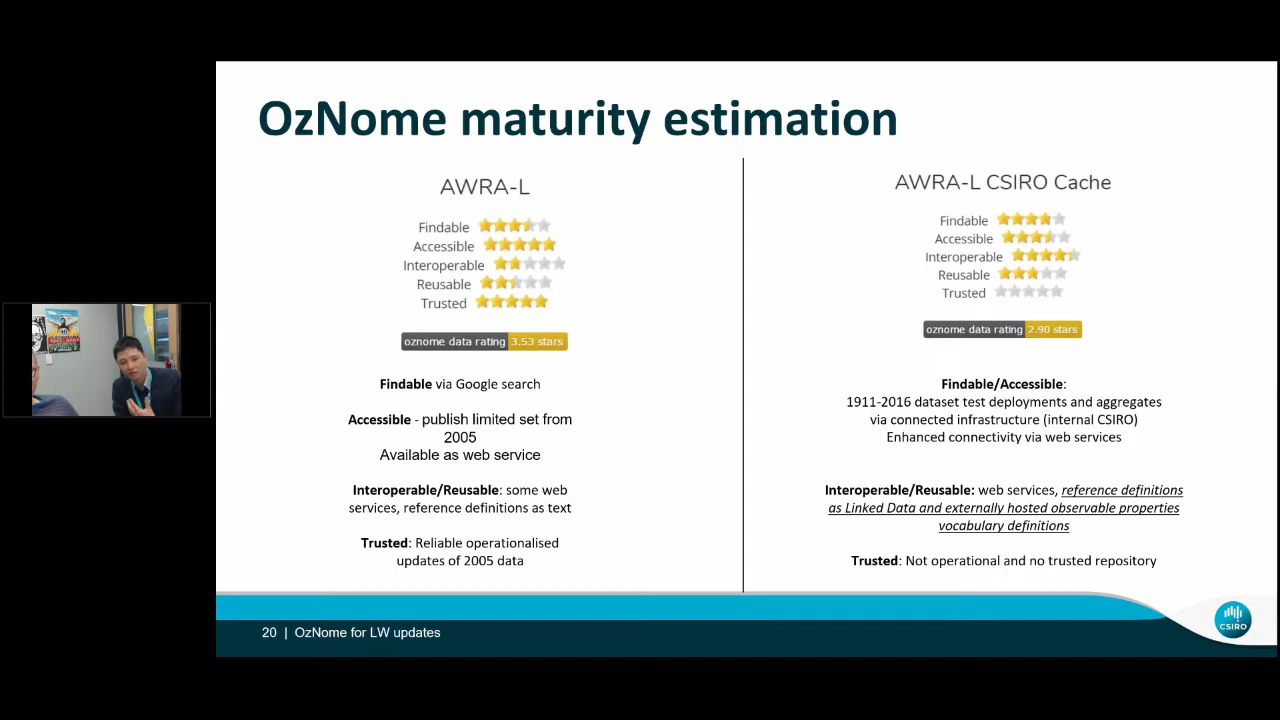 OzNome maturity estimation
AWRA-L
Findable
Accessible
Interoperable
Reusable
Trusted
oznome data rating 3.53 stars
Findable via Google search
Accessible - publish limited set from
2005
Available as web service
Interoperable/Reusable: some web
services, reference definitions as text
Trusted: Reliable operationalised
updates of 2005 data
AWRA-L CSIRO Cache
Findable
Accessible
Interoperable
Reusable
Trusted
oznome data rating 2.90 stars
Findable/Accessible:
1911-2016 dataset test deployments and aggregates
via connected infrastructure (internal CSIRO)
Enhanced connectivity via web services
Interoperable/Reusable: web services, reference definitions
as Linked Data and externally hosted observable properties
vocabulary definitions
Trusted: Not operational and no trusted repository
20 | OzNome for LW updates
CSIRO